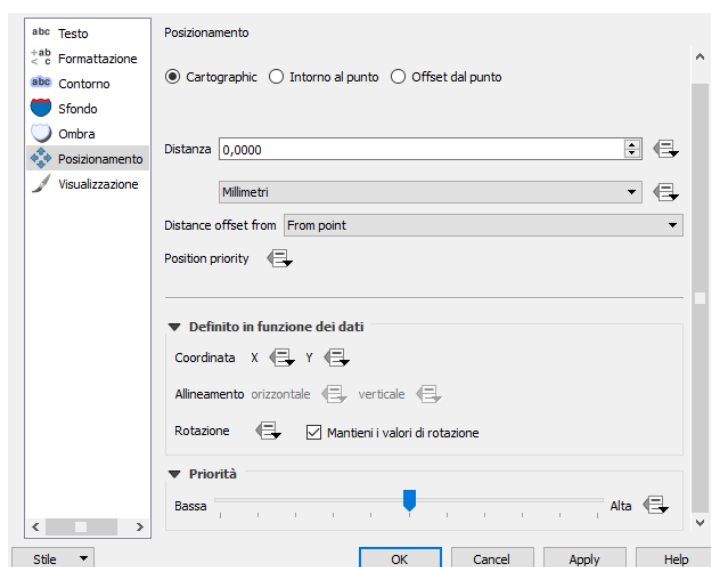 abc Testo
+ab < c Formattazione
abc Contorno
Sfondo
Ombra
Posizionamento
Visualizzazione
Posizionamento
Cartographic Intorno al punto Offset dal punto
Distanza 0,0000
Millimetri
Distance offset from From point
Position priority
Definito in funzione dei dati
Coordinata X Y
Allineamento orizzontale verticale
Rotazione Mantieni i valori di rotazione
Priorità
Bassa Alta
Stile OK Cancel Apply Help